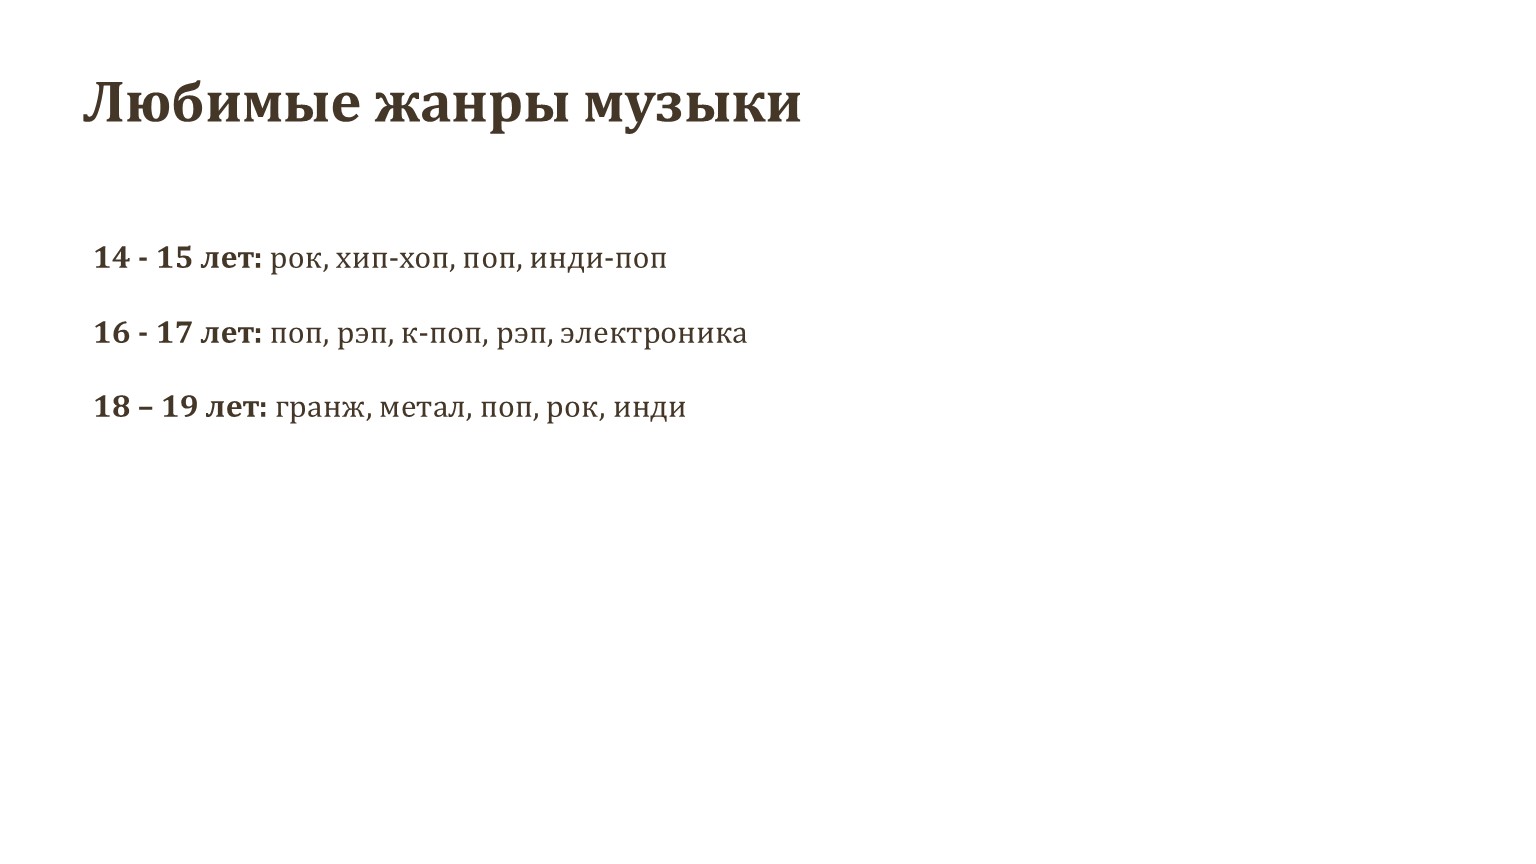 Любимые жанры музыки
14 - 15 лет: рок, хип-хоп, поп, инди-поп
16 - 17 лет: поп, рэп, к-поп, рэп, электроника
18 – 19 лет: гранж, метал, поп, рок, инди